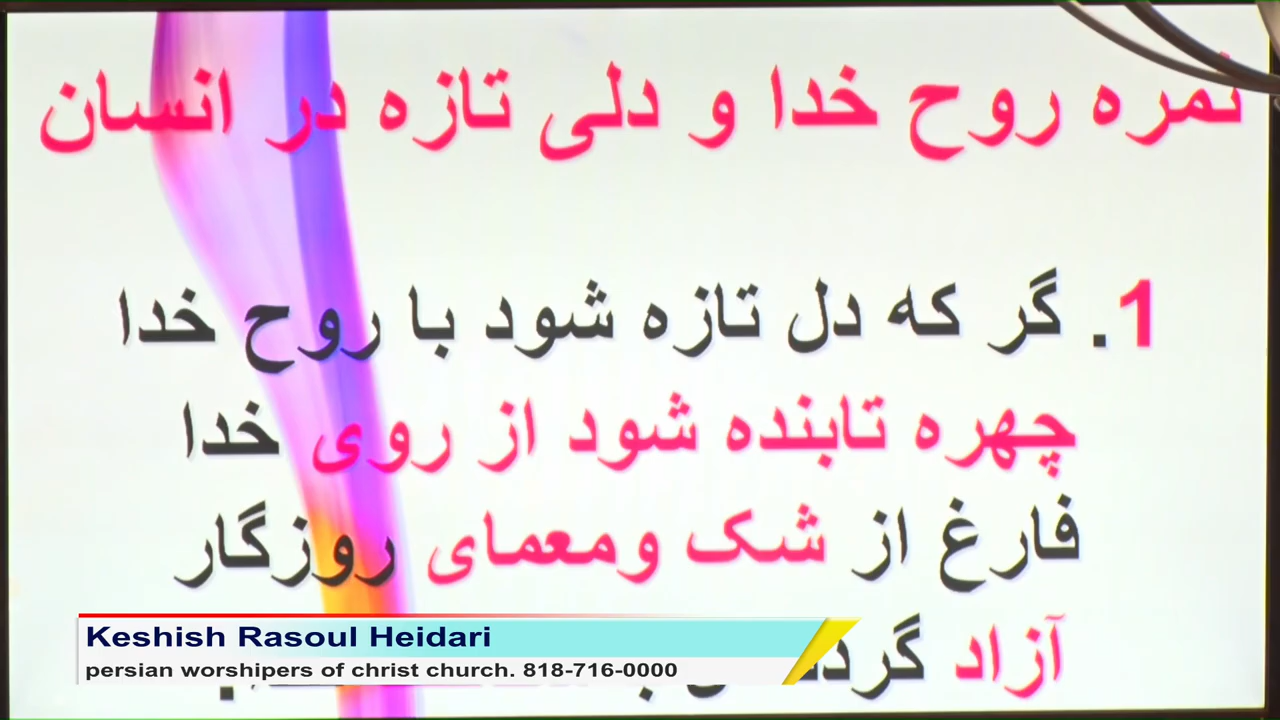 ثمره روح خدا و دلی تازه در انسان
1. گر که دل تازه شود با روح خدا
چهره تابنده شود از روی خدا
فارغ از شک ومعمای روزگار
آزاد
Keshish Rasoul Heidari
persian worshipers of christ church. 818-716-0000